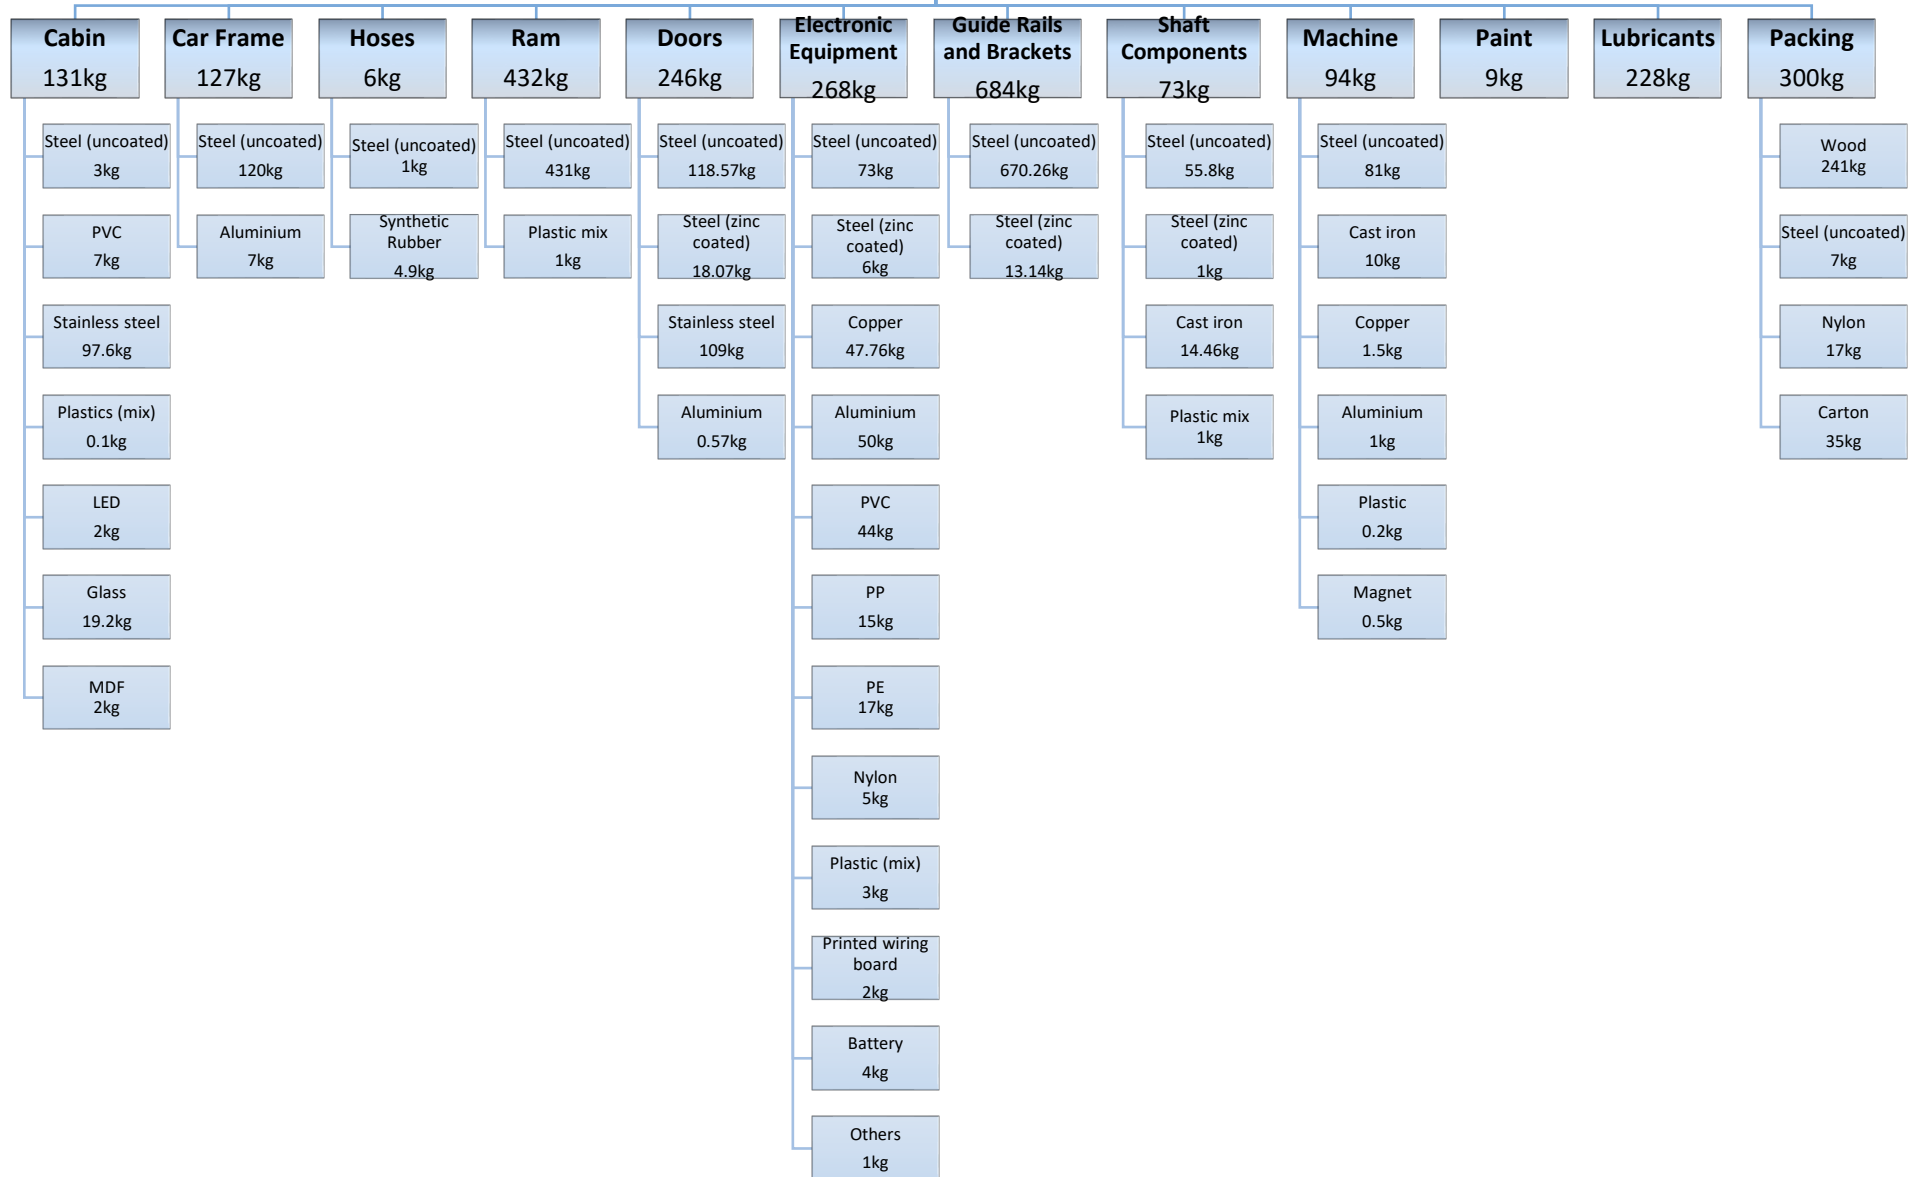 Cabin
131kg
Steel (uncoated)
3kg
PVC
7kg
Stainless steel
97.6kg
Plastics (mix)
0.1kg
LED
2kg
Glass
19.2kg
MDF
2kg
Car Frame
127kg
Steel (uncoated)
120kg
Aluminium
7kg
Hoses
6kg
Steel (uncoated)
1kg
Synthetic
Rubber
4.9kg
Ram
432kg
Steel (uncoated)
431kg
Plastic mix
1kg
Doors
246kg
Steel (uncoated)
118.57kg
Steel (zinc
coated)
18.07kg
Stainless steel
109kg
Aluminium
0.57kg
Electronic
Equipment
268kg
Steel (uncoated)
73kg
Steel (zinc
coated)
6kg
Copper
47.76kg
Aluminium
50kg
PVC
44kg
PP
15kg
PE
17kg
Nylon
5kg
Plastic (mix)
3kg
Printed wiring
board
2kg
Battery
4kg
Others
1kg
Guide Rails
and Brackets
684kg
Steel (uncoated)
670.26kg
Steel (zinc
coated)
13.14kg
Shaft
Components
73kg
Steel (uncoated)
55.8kg
Steel (zinc
coated)
1kg
Cast iron
14.46kg
Plastic mix
1kg
Machine
94kg
Steel (uncoated)
81kg
Cast iron
10kg
Copper
1.5kg
Aluminium
1kg
Plastic
0.2kg
Magnet
0.5kg
Paint
9kg
Lubricants
228kg
Packing
300kg
Wood
241kg
Steel (uncoated)
7kg
Nylon
17kg
Carton
35kg